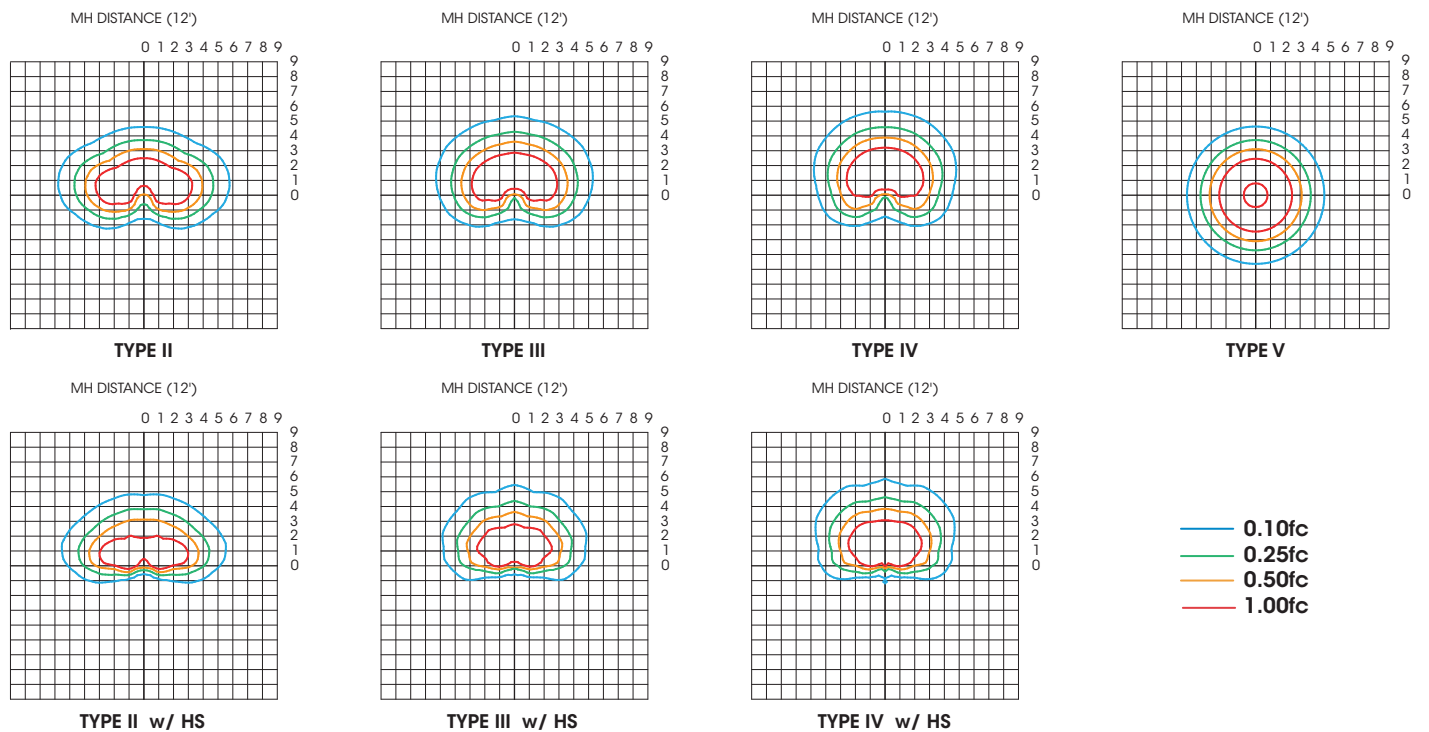 MH DISTANCE (12')
0 1 2 3 4 5 6 7 8 9
9
8
7
6
5
4
3
2
1
0
TYPE II
MH DISTANCE (12')
0 1 2 3 4 5 6 7 8 9
9
8
7
6
5
4
3
2
1
0
TYPE III
MH DISTANCE (12')
0 1 2 3 4 5 6 7 8 9
9
8
7
6
5
4
3
2
1
0
TYPE IV
MH DISTANCE (12')
0 1 2 3 4 5 6 7 8 9
9
8
7
6
5
4
3
2
1
0
TYPE V
MH DISTANCE (12')
0 1 2 3 4 5 6 7 8 9
9
8
7
6
5
4
3
2
1
0
TYPE II w/ HS
MH DISTANCE (12')
0 1 2 3 4 5 6 7 8 9
9
8
7
6
5
4
3
2
1
0
TYPE III w/ HS
MH DISTANCE (12')
0 1 2 3 4 5 6 7 8 9
9
8
7
6
5
4
3
2
1
0
TYPE IV w/ HS
0.10fc
0.25fc
0.50fc
1.00fc